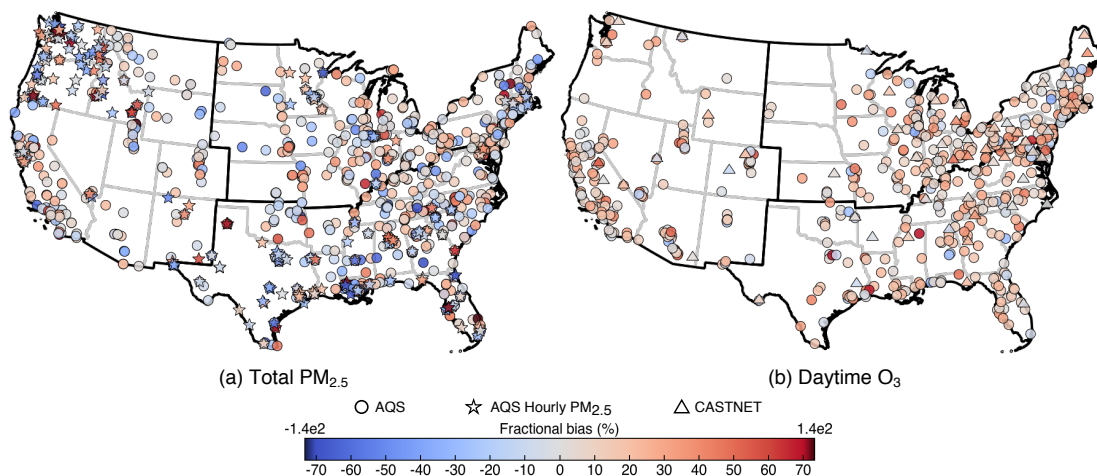 (a) Total PM2.5
(b) Daytime O3
AQS
AQS Hourly PM2.5
CASTNET
-1.4e2
Fractional bias (%)
1.4e2
-70 -60 -50 -40 -30 -20 -10 0 10 20 30 40 50 60 70